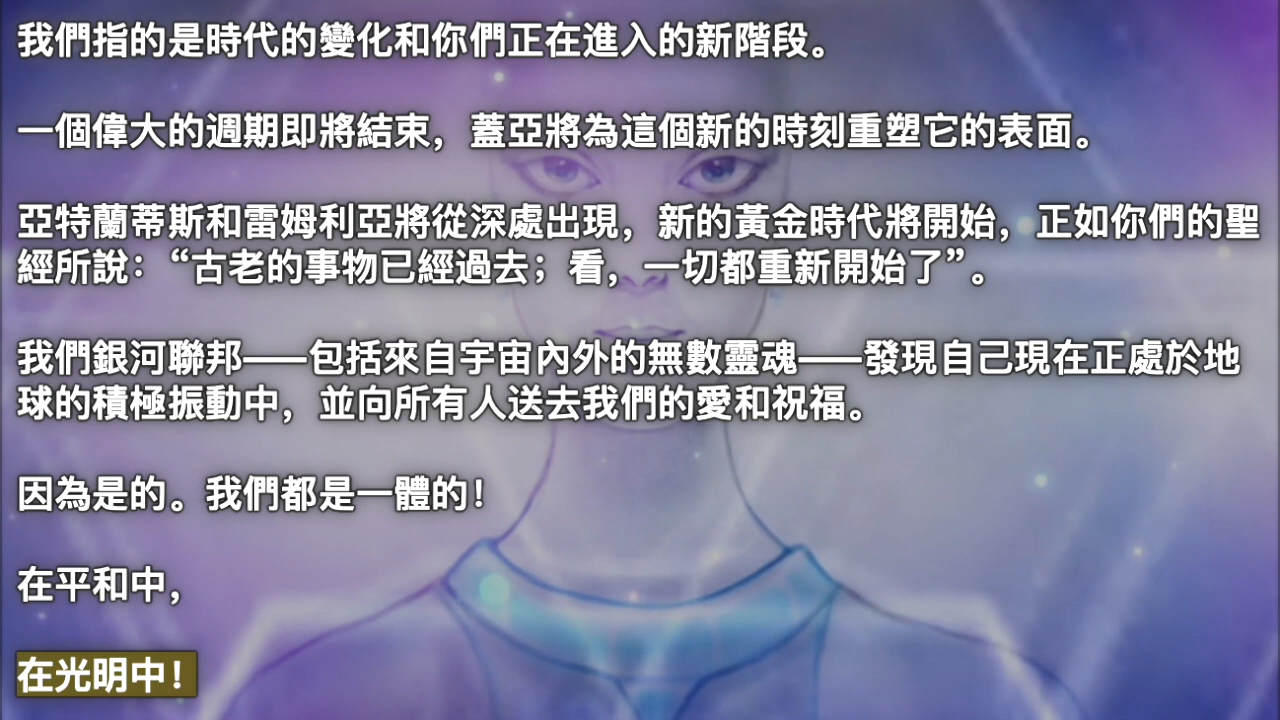 我們指的是時代的變化和你們正在進入的新階段。
一個偉大的週期即將結束，蓋亞將為這個新的時刻重塑它的表面。
亞特蘭蒂斯和雷姆利亞將從深處出現，新的黃金時代將開始，正如你們的聖
經所說：“古老的事物已經過去；看，一切都重新開始了”。
我們銀河聯邦——包括來自宇宙內外的無數靈魂——發現自己現在正處於地
球的積極振動中，並向所有人送去我們的愛和祝福。
因為是的。我們都是一體的！
在平和中，
在光明中！